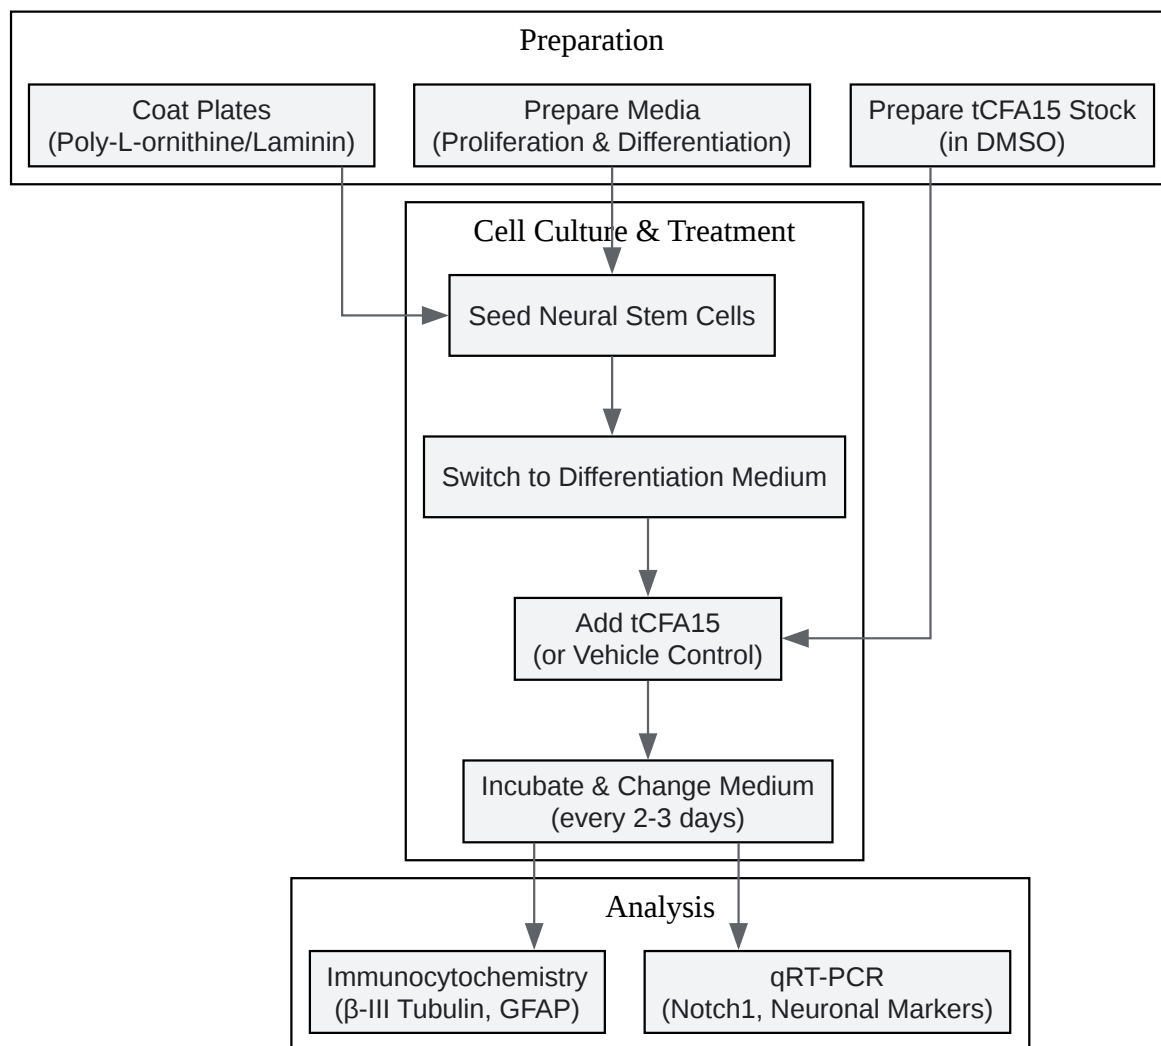 Preparation
Coat Plates
(Poly-L-ornithine/Laminin)
Prepare Media
(Proliferation & Differentiation)
Prepare tCFA15 Stock
(in DMSO)
Cell Culture & Treatment
Seed Neural Stem Cells
Switch to Differentiation Medium
Add tCFA15
(or Vehicle Control)
Incubate & Change Medium
(every 2-3 days)
Analysis
Immunocytochemistry
(β-III Tubulin, GFAP)
qRT-PCR
(Notch1, Neuronal Markers)